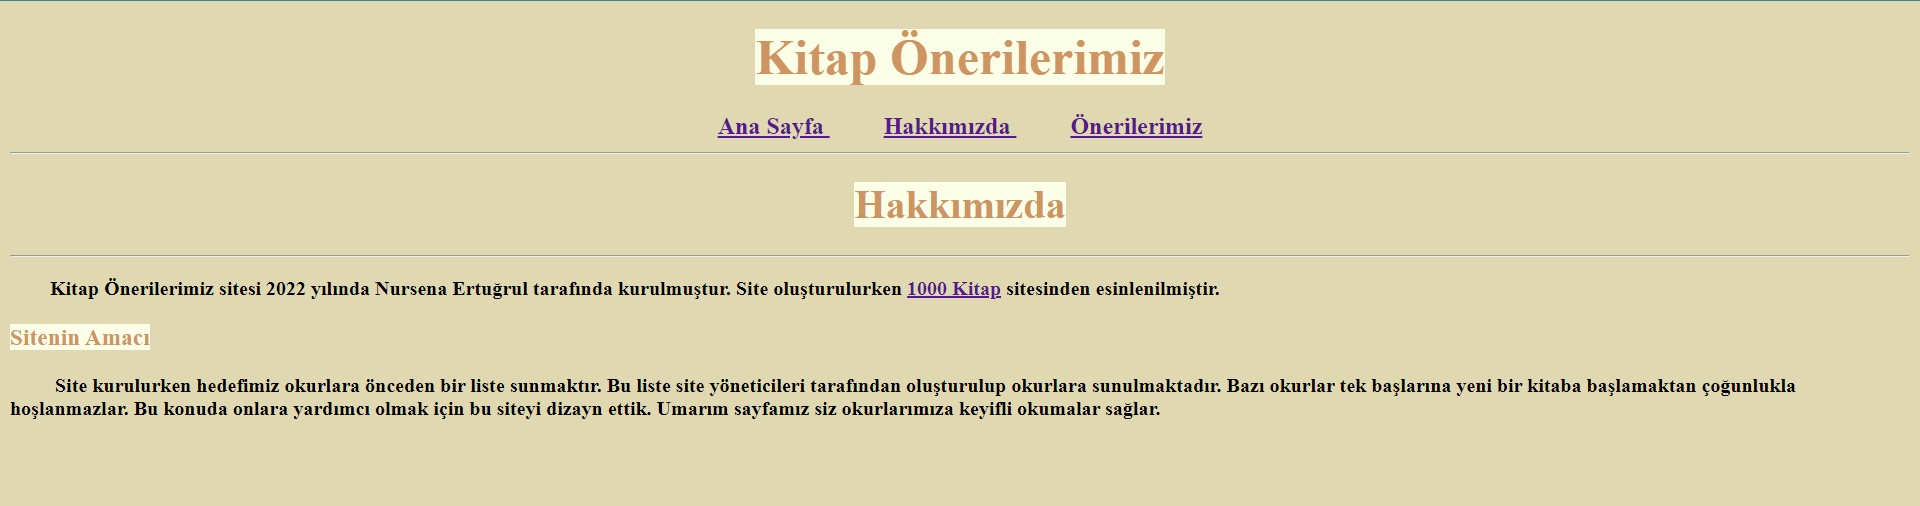 Kitap Önerilerimiz
Ana Sayfa Hakkımızda Önerilerimiz
Hakkımızda
Kitap Önerilerimiz sitesi 2022 yılında Nursena Ertuğrul tarafında kurulmuştur. Site oluşturulurken 1000 Kitap sitesinden esinlenilmiştir.
Sitenin Amacı
Site kurulurken hedefimiz okurlara önceden bir liste sunmaktır. Bu liste site yöneticileri tarafından oluşturulup okurlara sunulmaktadır. Bazı okurlar tek başlarına yeni bir kitaba başlamaktan çoğunlukla
hoşlanmazlar. Bu konuda onlara yardımcı olmak için bu siteyi dizayn ettik. Umarım sayfamız siz okurlarımıza keyifli okumalar sağlar.